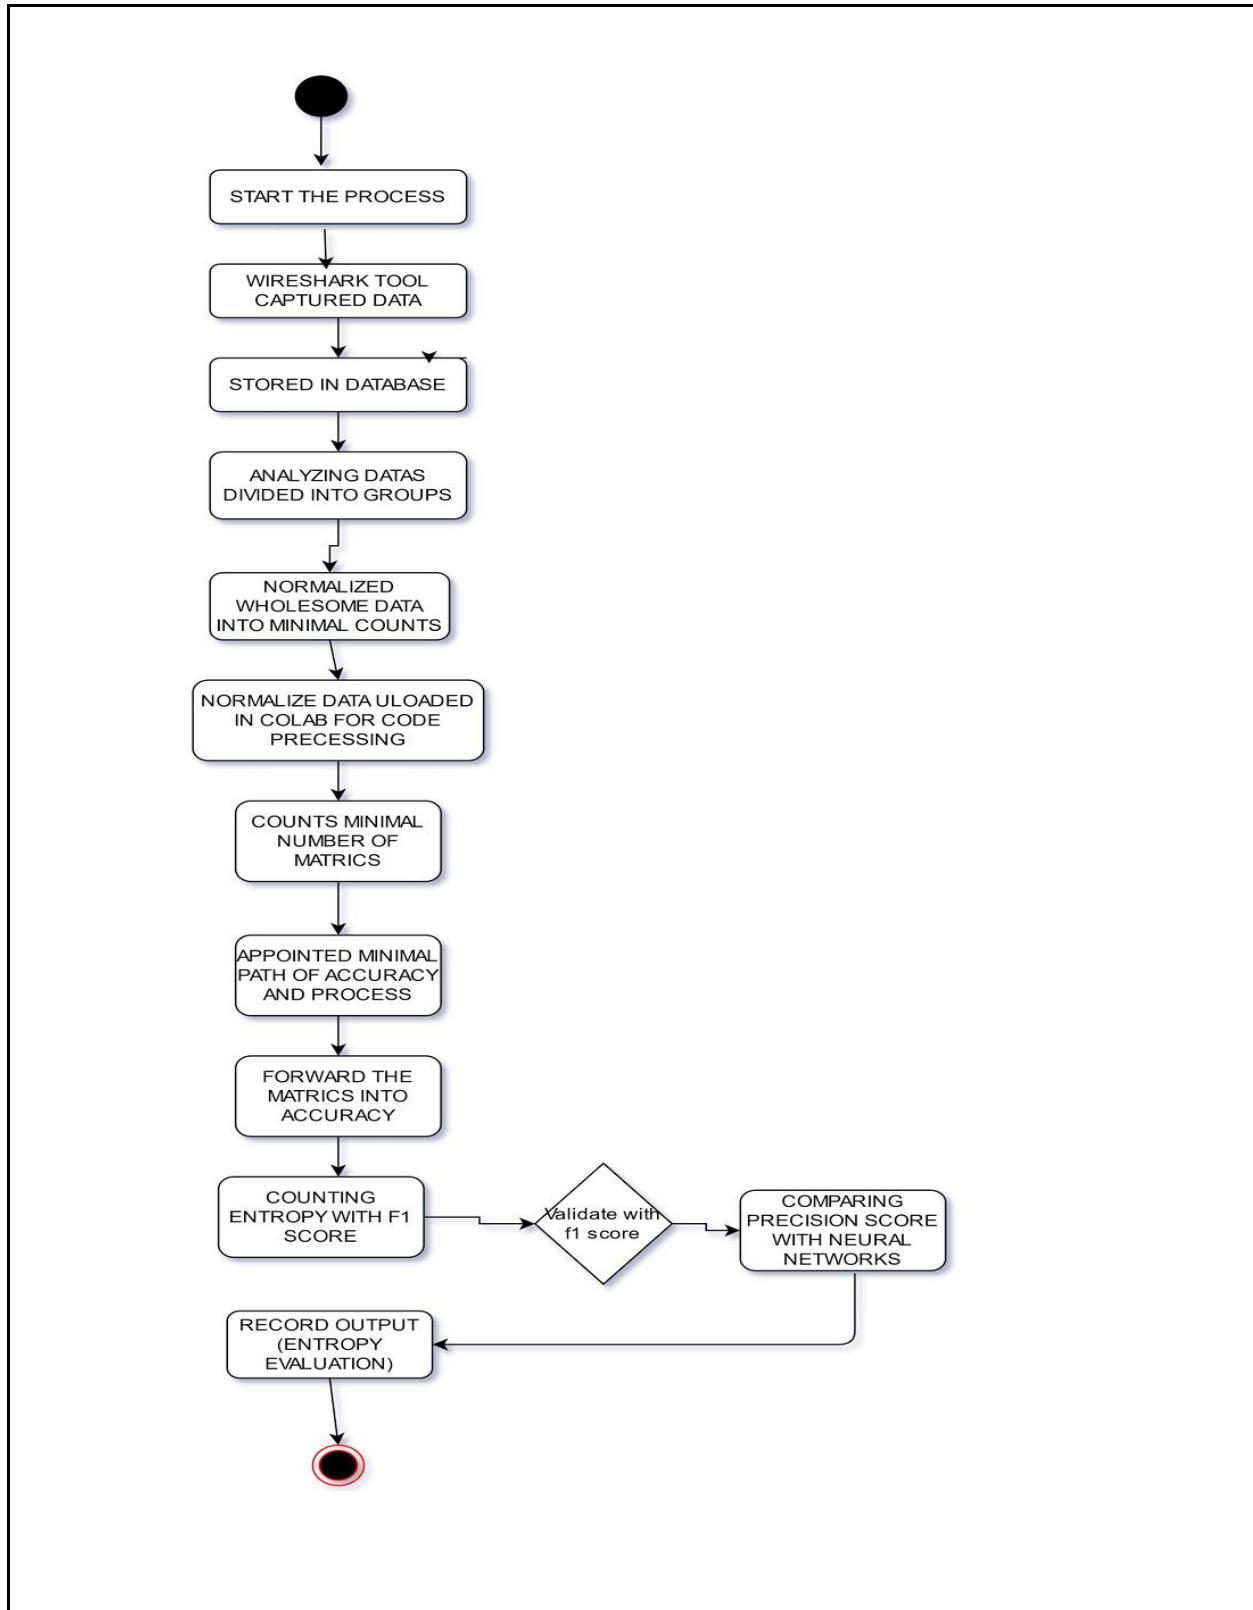 START THE PROCESS
WIRESHARK TOOL
CAPTURED DATA
STORED IN DATABASE
ANALYZING DATAS
DIVIDED INTO GROUPS
NORMALIZED
WHOLESOME DATA
INTO MINIMAL COUNTS
NORMALIZE DATA ULOADED
IN COLAB FOR CODE
PRECESSING
COUNTS MINIMAL
NUMBER OF
MATRICS
APPOINTED MINIMAL
PATH OF ACCURACY
AND PROCESS
FORWARD THE
MATRICS INTO
ACCURACY
COUNTING
ENTROPY WITH F1
SCORE
Validate with
f1 score
COMPARING
PRECISION SCORE
WITH NEURAL
NETWORKS
RECORD OUTPUT
(ENTROPY
EVALUATION)